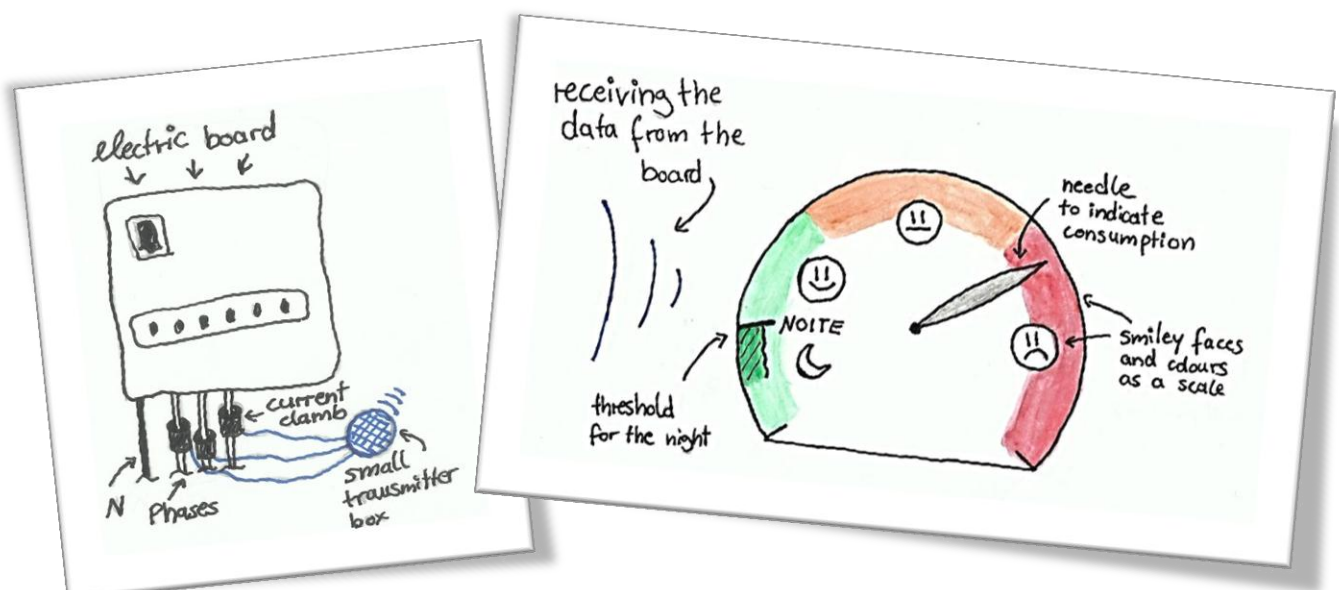 electric board
current
clamb
small
transmitter
box
N
Phases
receiving the
data from the
board
needle
to indicate
consumption
NOITE
smiley faces
and colours
as a scale
threshold
for the night